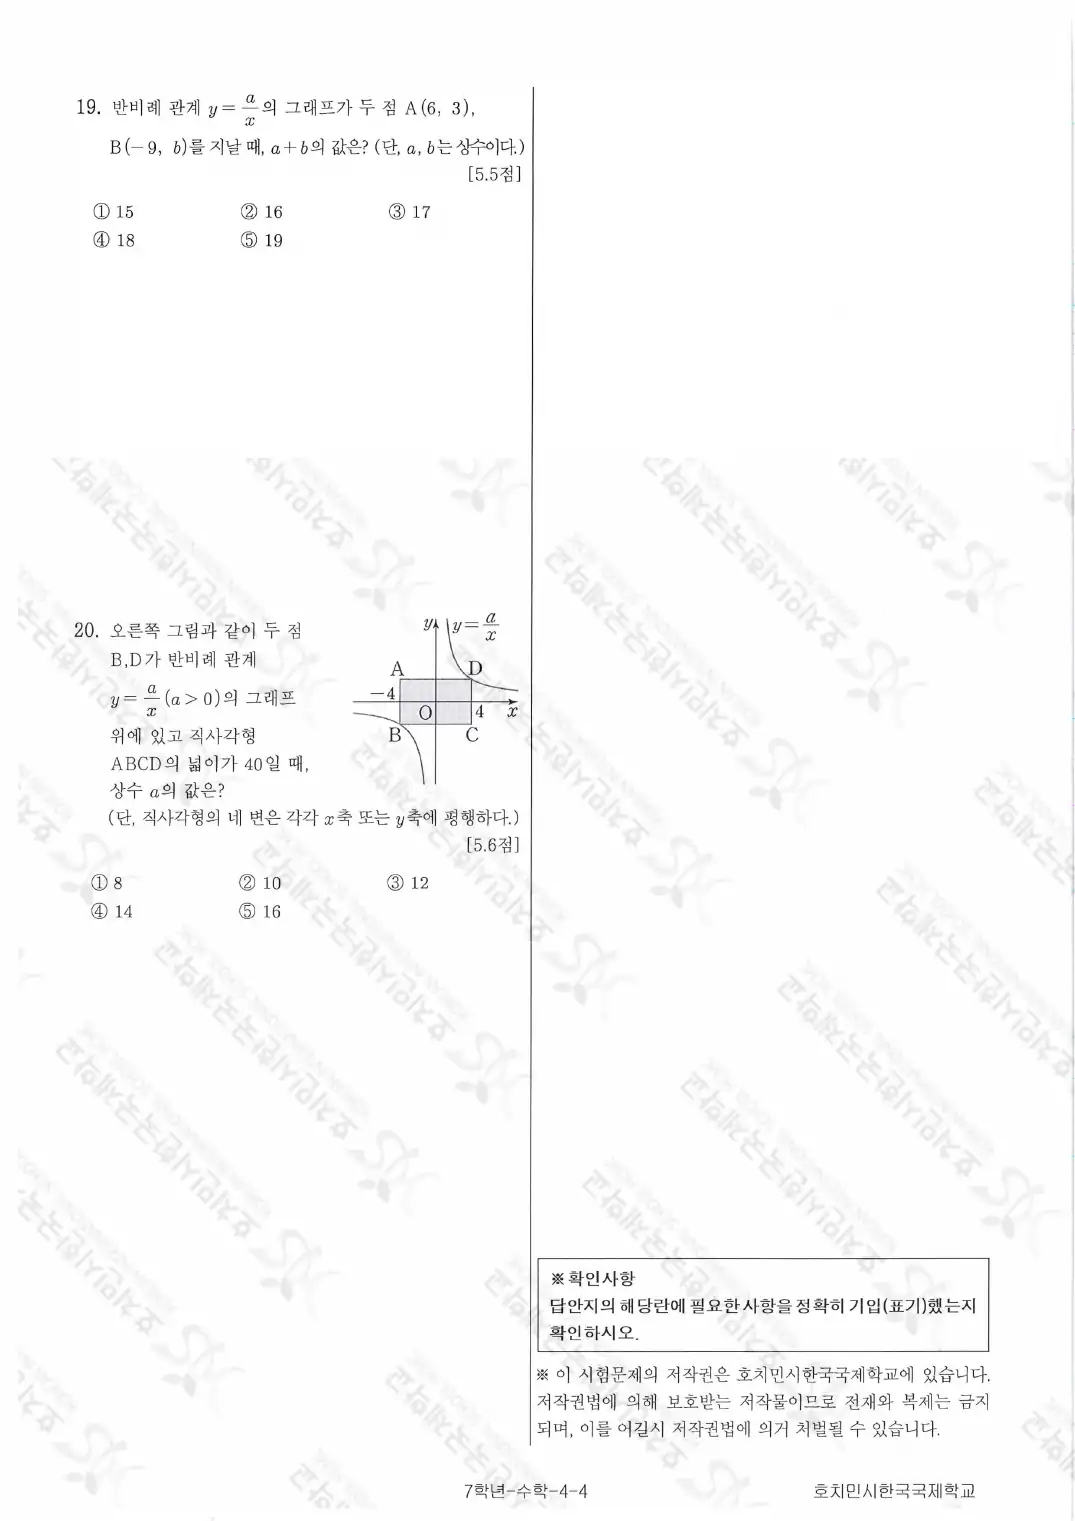 19. 반비례 관계 y = a/x의 그래프가 두 점 A(6, 3),
B(-9, b)를 지날 때, a+b의 값은? (단, a, b는 상수이다.)
[5.5점]
① 15 ② 16 ③ 17
④ 18 ⑤ 19
20. 오른쪽 그림과 같이 두 점
B,D가 반비례 관계
y = a/x (a > 0)의 그래프
위에 있고 직사각형
ABCD의 넓이가 40일 때,
상수 a의 값은?
(단, 직사각형의 네 변은 각각 x축 또는 y축에 평행하다.)
[5.6점]
y y = a/x
A D
-4
O 4 x
B C
① 8 ② 10 ③ 12
④ 14 ⑤ 16
※ 확인사항
답안지의 해당란에 필요한 사항을 정확히 기입(표기)했는지
확인하시오.
※ 이 시험문제의 저작권은 호치민시한국국제학교에 있습니다.
저작권법에 의해 보호받는 저작물이므로 전재와 복제는 금지
되며, 이를 어길시 저작권법에 의거 처벌될 수 있습니다.
7학년-수학-4-4
호치민시한국국제학교